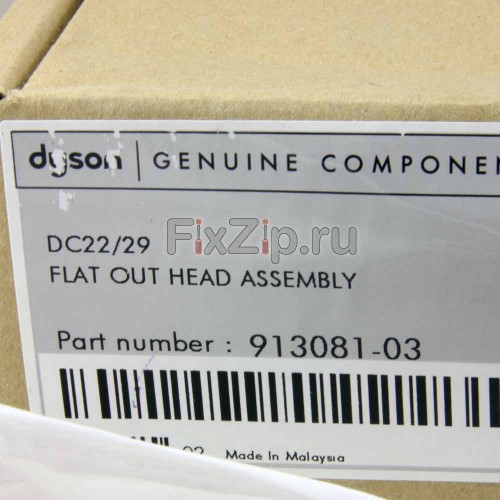 dyson | GENUINE COMPONEN
FixZip.ru
DC22/29
FLAT OUT HEAD ASSEMBLY
Part number : 913081-03
Made In Malaysia